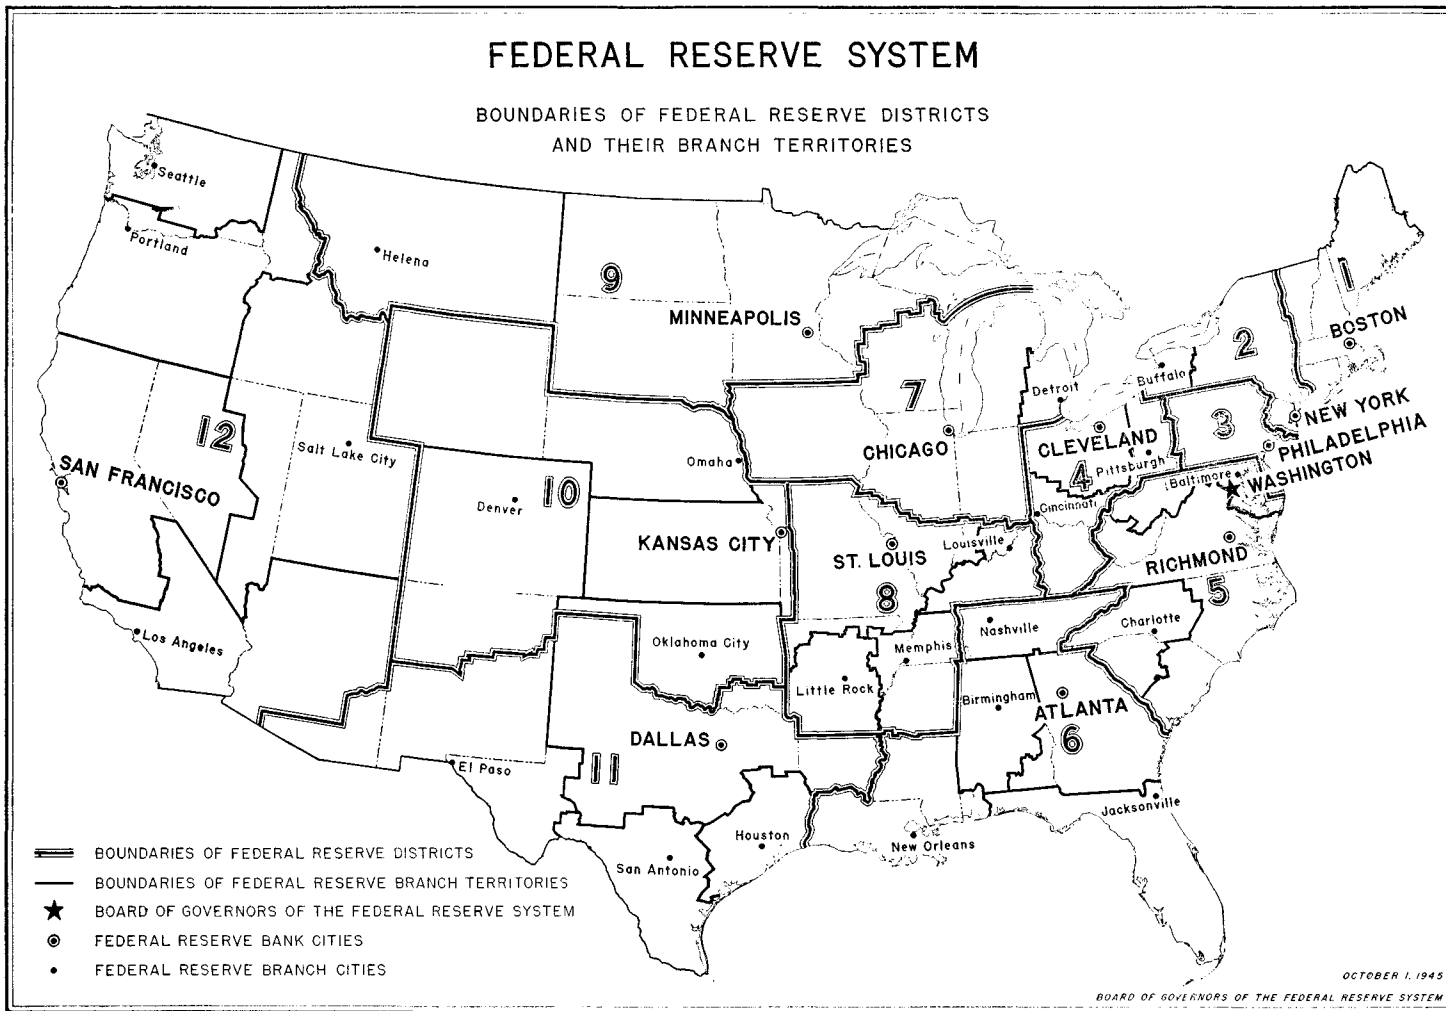 FEDERAL RESERVE SYSTEM
BOUNDARIES OF FEDERAL RESERVE DISTRICTS
AND THEIR BRANCH TERRITORIES
Seattle
Portland
Helena
9
MINNEAPOLIS
1
BOSTON
2
Buffalo
Detroit
7
CHICAGO
NEW YORK
3
PHILADELPHIA
WASHINGTON
CLEVELAND
4
Pittsburgh
Baltimore
Cincinnati
12
SAN FRANCISCO
Salt Lake City
Omaha
Denver
10
KANSAS CITY
ST. LOUIS
8
Louisville
RICHMOND
5
Los Angeles
Oklahoma City
Memphis
Nashville
Charlotte
Little Rock
Birmingham
ATLANTA
6
DALLAS
11
El Paso
Jacksonville
Houston
New Orleans
San Antonio
BOUNDARIES OF FEDERAL RESERVE DISTRICTS
BOUNDARIES OF FEDERAL RESERVE BRANCH TERRITORIES
BOARD OF GOVERNORS OF THE FEDERAL RESERVE SYSTEM
FEDERAL RESERVE BANK CITIES
FEDERAL RESERVE BRANCH CITIES
OCTOBER 1, 1945
BOARD OF GOVERNORS OF THE FEDERAL RESERVE SYSTEM